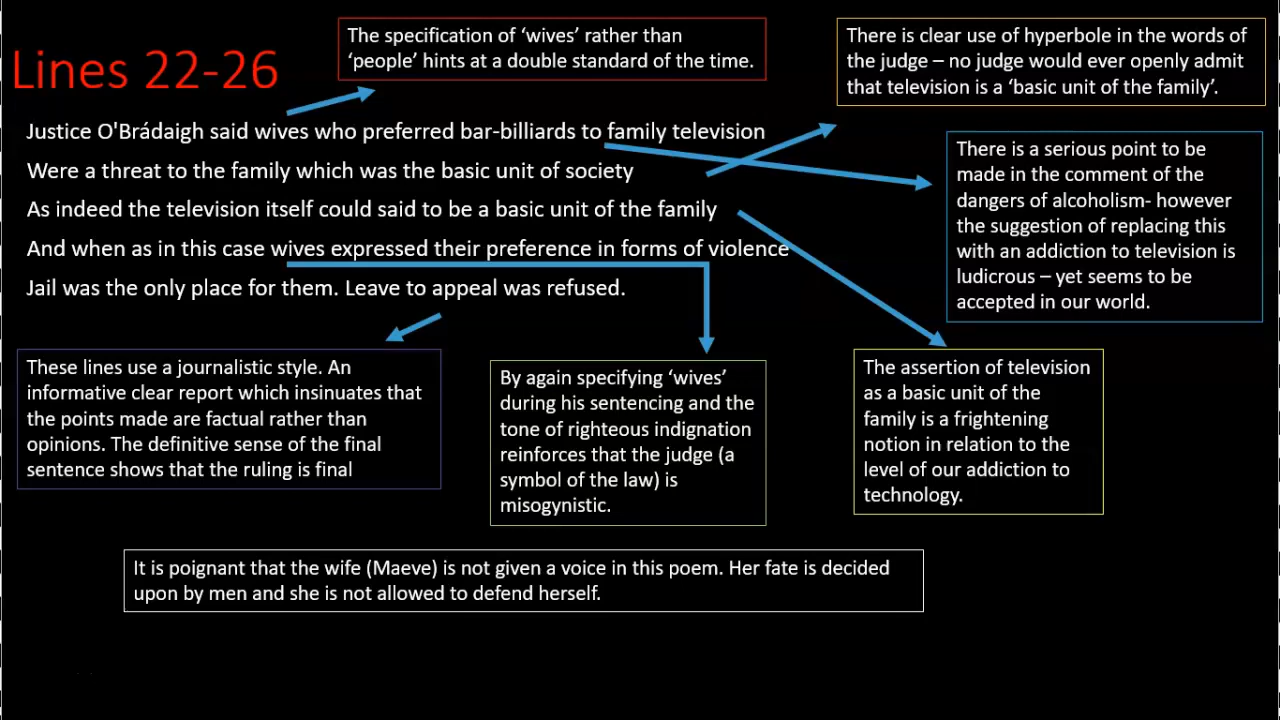 Lines 22-26
The specification of ‘wives’ rather than
‘people’ hints at a double standard of the time.
There is clear use of hyperbole in the words of
the judge – no judge would ever openly admit
that television is a ‘basic unit of the family’.
Justice O'Brádaigh said wives who preferred bar-billiards to family television
Were a threat to the family which was the basic unit of society
As indeed the television itself could said to be a basic unit of the family
And when as in this case wives expressed their preference in forms of violence
Jail was the only place for them. Leave to appeal was refused.
There is a serious point to be
made in the comment of the
dangers of alcoholism- however
the suggestion of replacing this
with an addiction to television is
ludicrous – yet seems to be
accepted in our world.
These lines use a journalistic style. An
informative clear report which insinuates that
the points made are factual rather than
opinions. The definitive sense of the final
sentence shows that the ruling is final
By again specifying ‘wives’
during his sentencing and the
tone of righteous indignation
reinforces that the judge (a
symbol of the law) is
misogynistic.
The assertion of television
as a basic unit of the
family is a frightening
notion in relation to the
level of our addiction to
technology.
It is poignant that the wife (Maeve) is not given a voice in this poem. Her fate is decided
upon by men and she is not allowed to defend herself.